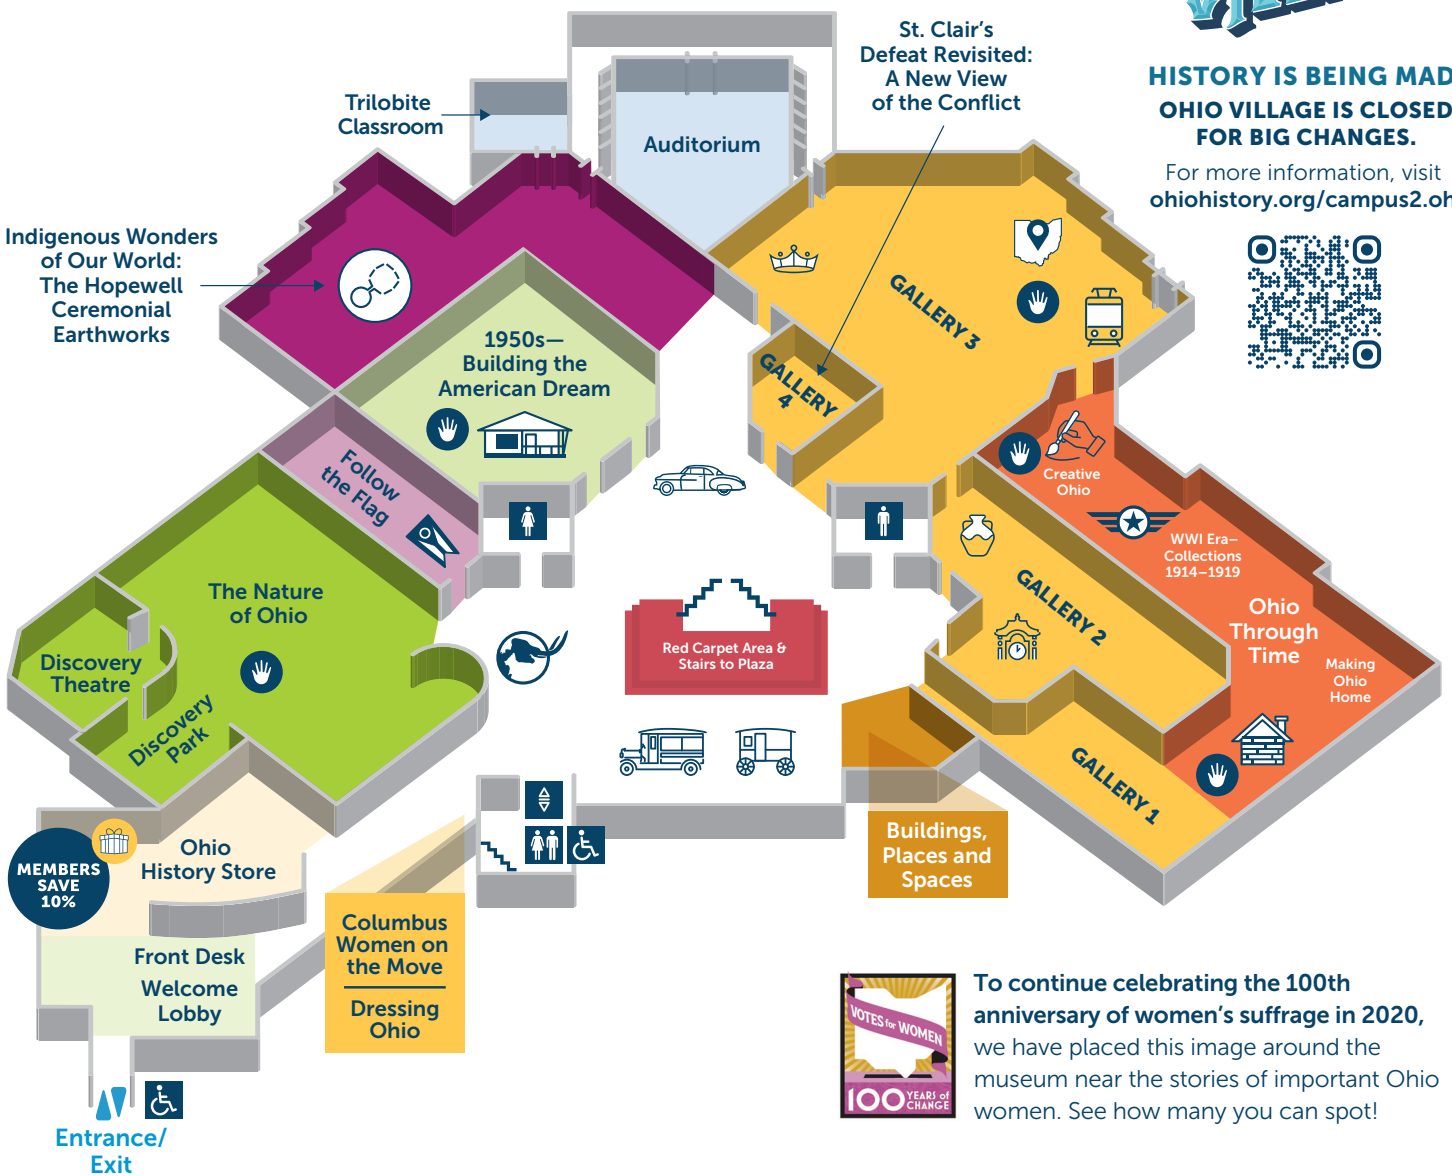 St. Clair's
Defeat Revisited:
A New View
of the Conflict
HISTORY IS BEING MAD
OHIO VILLAGE IS CLOSED
FOR BIG CHANGES.
For more information, visit
ohiohistory.org/campus2.oh
Trilobite
Classroom
Auditorium
Indigenous Wonders
of Our World:
The Hopewell
Ceremonial
Earthworks
GALLERY 3
1950s—
Building the
American Dream
GALLERY
4
Follow
the Flag
Creative
Ohio
WWI Era–
Collections
1914–1919
The Nature
of Ohio
GALLERY 2
Ohio
Through
Time
Making
Ohio
Home
Discovery
Theatre
Red Carpet Area &
Stairs to Plaza
Discovery
Park
GALLERY 1
Ohio
History Store
MEMBERS
SAVE
10%
Buildings,
Places and
Spaces
Columbus
Women on
the Move
Dressing
Ohio
Front Desk
Welcome
Lobby
Entrance/
Exit
VOTES for WOMEN
100 YEARS of
CHANGE
To continue celebrating the 100th
anniversary of women's suffrage in 2020,
we have placed this image around the
museum near the stories of important Ohio
women. See how many you can spot!